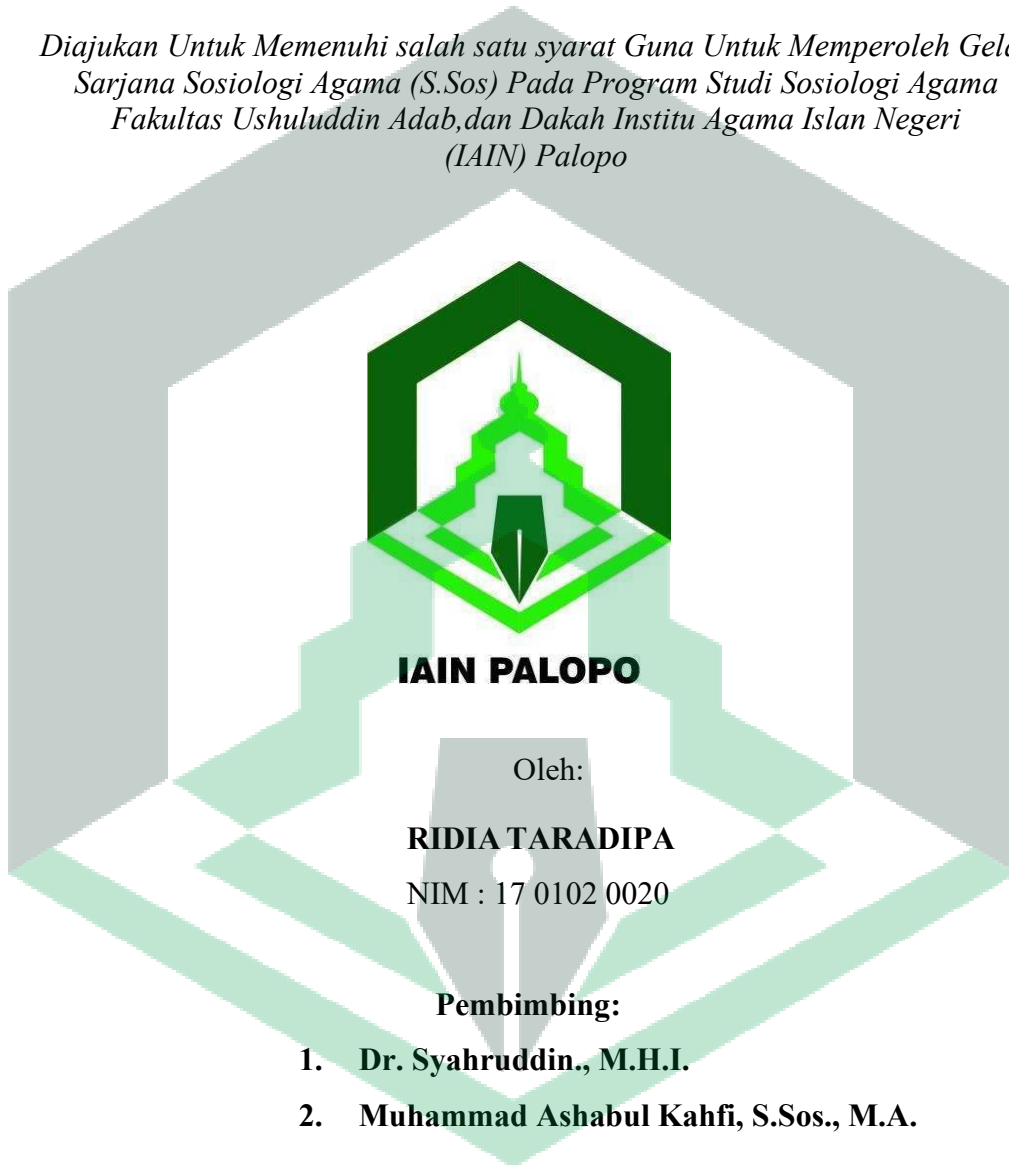 Diajukan Untuk Memenuhi salah satu syarat Guna Untuk Memperoleh Gela
Sarjana Sosiologi Agama (S.Sos) Pada Program Studi Sosiologi Agama
Fakultas Ushuluddin Adab,dan Dakah Institu Agama Islan Negeri
(IAIN) Palopo
IAIN PALOPO
Oleh:
RIDIA TARADIPA
NIM : 17 0102 0020
Pembimbing:
1. Dr. Syahruddin., M.H.I.
2. Muhammad Ashabul Kahfi, S.Sos., M.A.